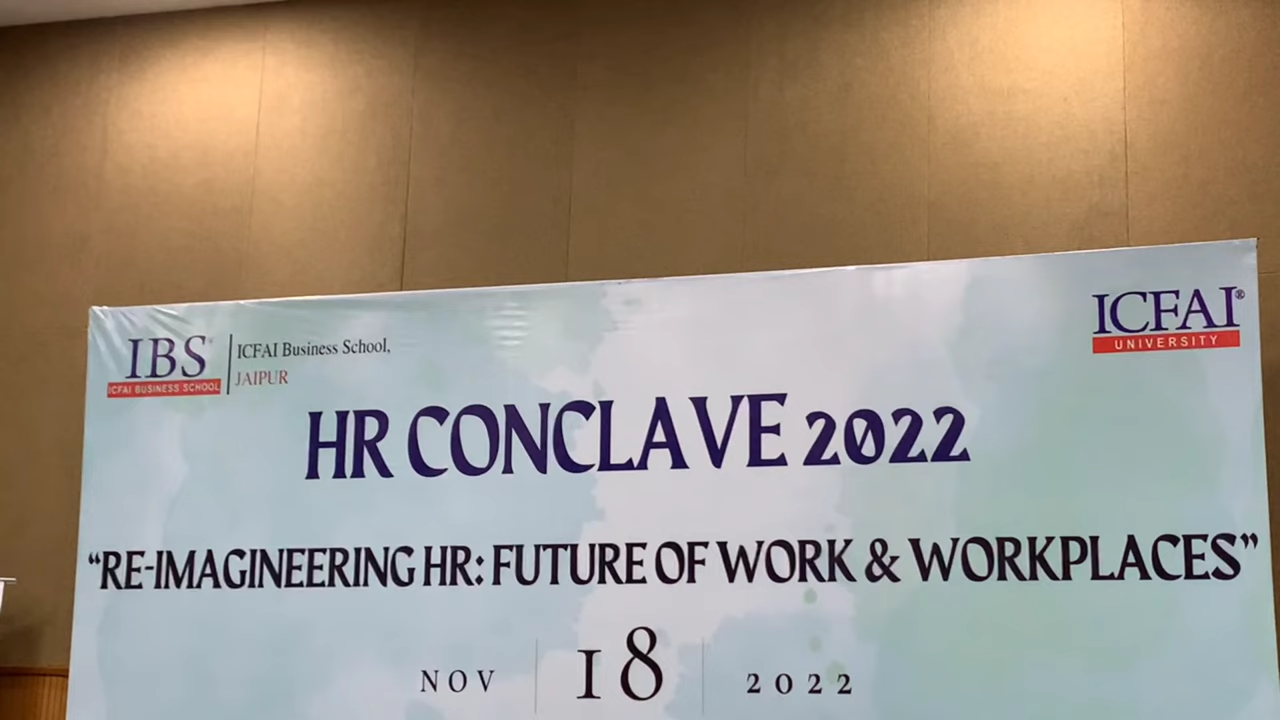 IBS
ICFAI BUSINESS SCHOOL
ICFAI Business School,
JAIPUR
ICFAI®
UNIVERSITY
HR CONCLAVE 2022
“RE-IMAGINEERING HR: FUTURE OF WORK & WORKPLACES”
NOV 18 2022